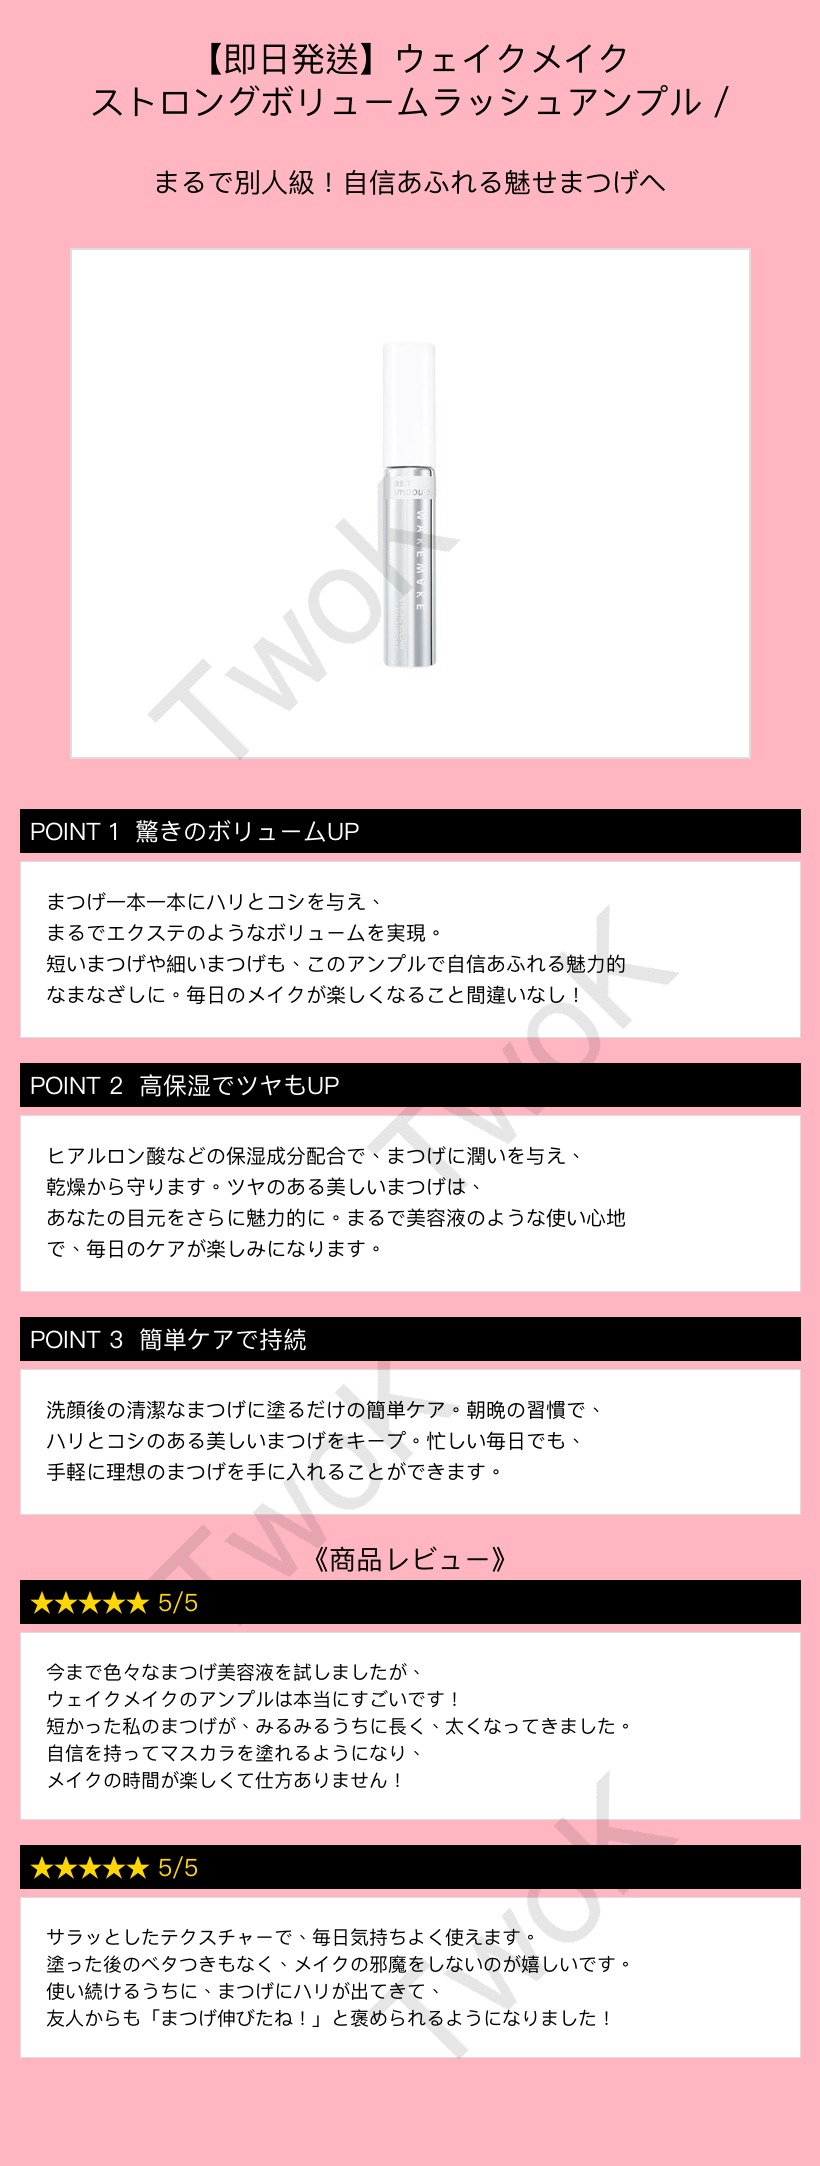 【即日発送】ウェイクメイク
ストロングボリュームラッシュアンプル /
まるで別人級！自信あふれる魅せまつげへ
ash
mpoule
WAKEMAKE
TwoK
POINT 1 驚きのボリュームUP
まつげ一本一本にハリとコシを与え、
まるでエクステのようなボリュームを実現。
短いまつげや細いまつげも、このアンプルで自信あふれる魅力的
なまなざしに。毎日のメイクが楽しくなること間違いなし！
TwoK
POINT 2 高保湿でツヤもUP
ヒアルロン酸などの保湿成分配合で、まつげに潤いを与え、
乾燥から守ります。ツヤのある美しいまつげは、
あなたの目元をさらに魅力的に。まるで美容液のような使い心地
で、毎日のケアが楽しみになります。
POINT 3 簡単ケアで持続
洗顔後の清潔なまつげに塗るだけの簡単ケア。朝晩の習慣で、
ハリとコシのある美しいまつげをキープ。忙しい毎日でも、
手軽に理想のまつげを手に入れることができます。
TwoK
《商品レビュー》
★★★★★ 5/5
今まで色々なまつげ美容液を試しましたが、
ウェイクメイクのアンプルは本当にすごいです！
短かった私のまつげが、みるみるうちに長く、太くなってきました。
自信を持ってマスカラを塗れるようになり、
メイクの時間が楽しくて仕方ありません！
★★★★★ 5/5
サラッとしたテクスチャーで、毎日気持ちよく使えます。
塗った後のベタつきもなく、メイクの邪魔をしないのが嬉しいです。
使い続けるうちに、まつげにハリが出てきて、
友人からも「まつげ伸びたね！」と褒められるようになりました！
TwoK